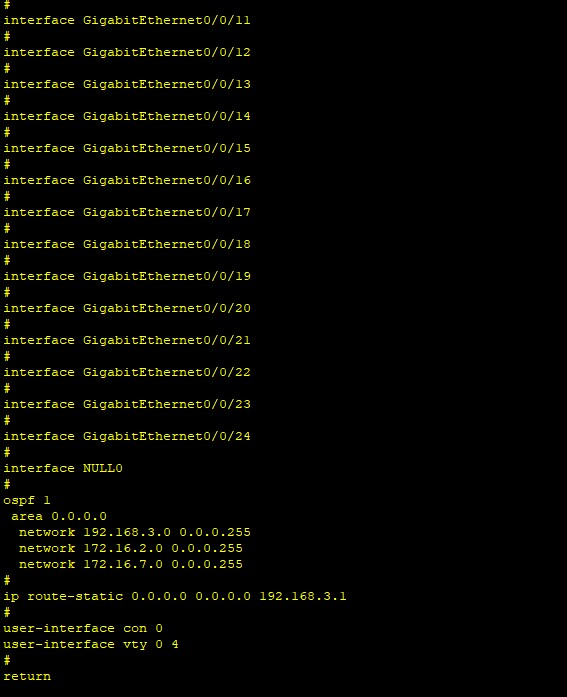 #
interface GigabitEthernet0/0/11
#
interface GigabitEthernet0/0/12
#
interface GigabitEthernet0/0/13
#
interface GigabitEthernet0/0/14
#
interface GigabitEthernet0/0/15
#
interface GigabitEthernet0/0/16
#
interface GigabitEthernet0/0/17
#
interface GigabitEthernet0/0/18
#
interface GigabitEthernet0/0/19
#
interface GigabitEthernet0/0/20
#
interface GigabitEthernet0/0/21
#
interface GigabitEthernet0/0/22
#
interface GigabitEthernet0/0/23
#
interface GigabitEthernet0/0/24
#
interface NULL0
#
ospf 1
 area 0.0.0.0
  network 192.168.3.0 0.0.0.255
  network 172.16.2.0 0.0.0.255
  network 172.16.7.0 0.0.0.255
#
ip route-static 0.0.0.0 0.0.0.0 192.168.3.1
#
user-interface con 0
user-interface vty 0 4
#
return